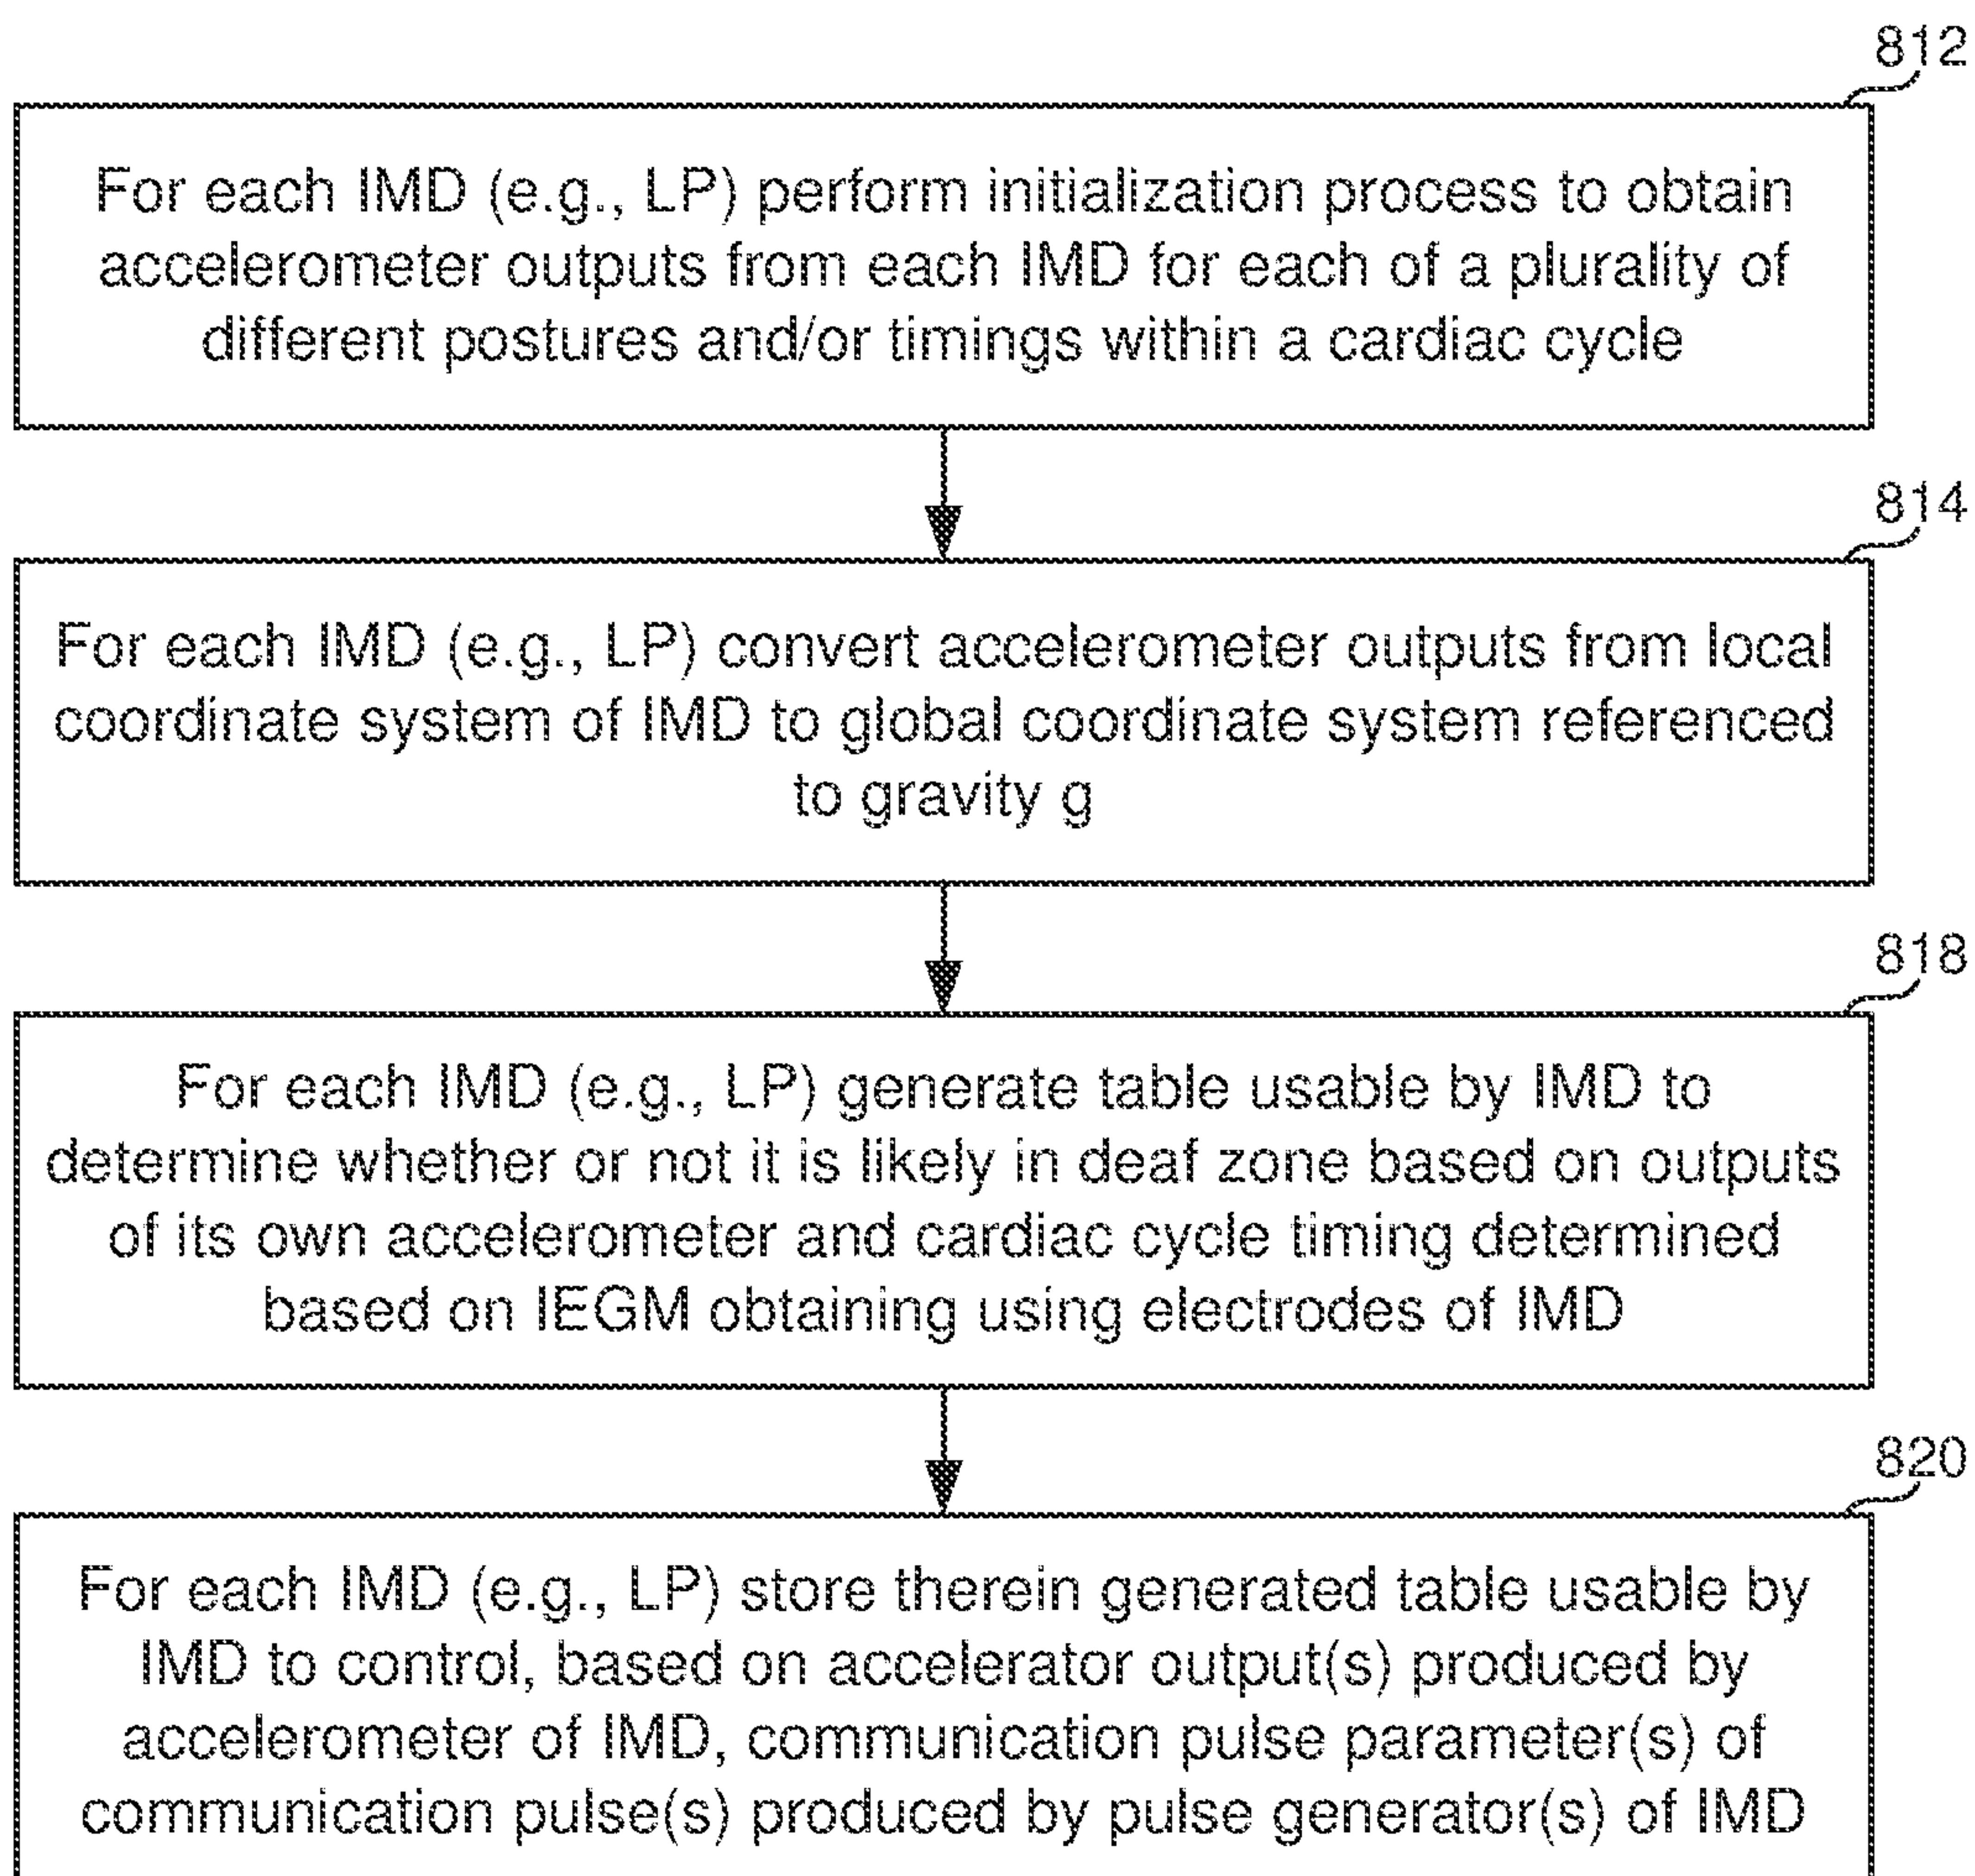 812
For each IMD (e.g., LP) perform initialization process to obtain
accelerometer outputs from each IMD for each of a plurality of
different postures and/or timings within a cardiac cycle
814
For each IMD (e.g., LP) convert accelerometer outputs from local
coordinate system of IMD to global coordinate system referenced
to gravity g
818
For each IMD (e.g., LP) generate table usable by IMD to
determine whether or not it is likely in deaf zone based on outputs
of its own accelerometer and cardiac cycle timing determined
based on IEGM obtaining using electrodes of IMD
820
For each IMD (e.g., LP) store therein generated table usable by
IMD to control, based on accelerator output(s) produced by
accelerometer of IMD, communication pulse parameter(s) of
communication pulse(s) produced by pulse generator(s) of IMD